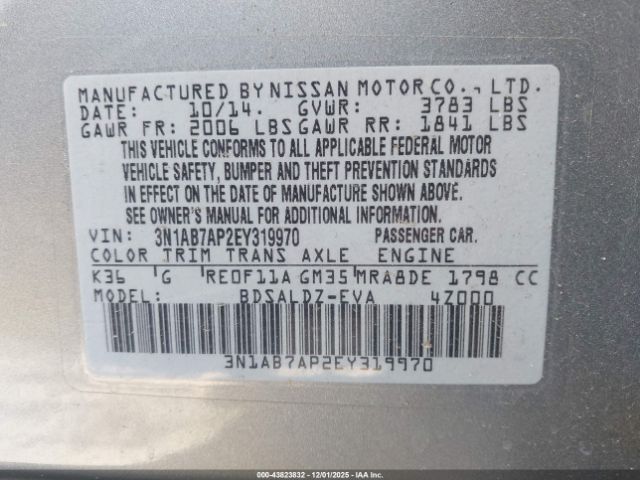 MANUFACTURED BY NISSAN MOTOR CO., LTD.
DATE: 10/14. GVWR: 3783 LBS
GAWR FR: 2006 LBS GAWR RR: 1841 LBS
THIS VEHICLE CONFORMS TO ALL APPLICABLE FEDERAL MOTOR
VEHICLE SAFETY, BUMPER AND THEFT PREVENTION STANDARDS
IN EFFECT ON THE DATE OF MANUFACTURE SHOWN ABOVE.
SEE OWNER'S MANUAL FOR ADDITIONAL INFORMATION.
VIN: 3N1AB7AP2EY319970 PASSENGER CAR.
COLOR TRIM TRANS AXLE ENGINE
K36 G RE0F11A GM35 MRA8DE 1798 CC
MODEL: BDSALDZ-EVA 4Z000
3N1AB7AP2EY319970
000-43823832 - 12/01/2025 - IAAI.COM